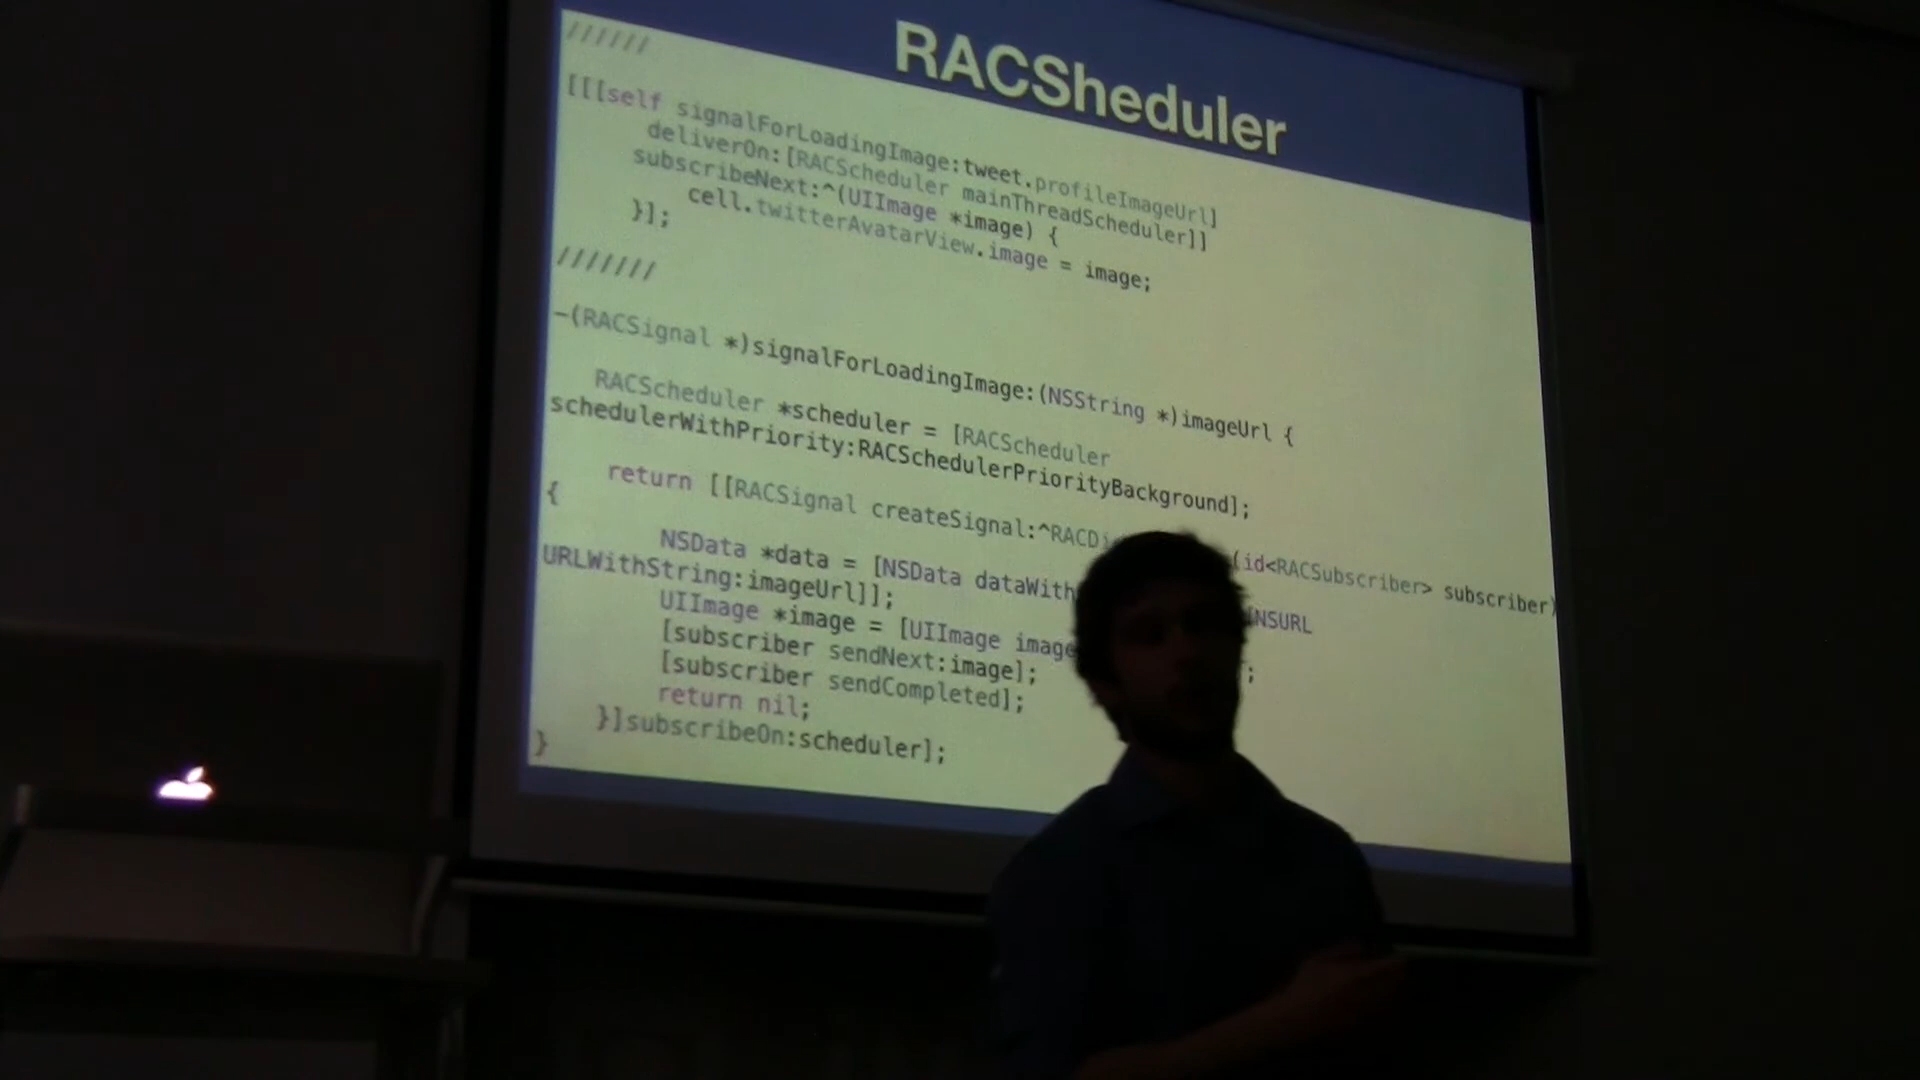 RACSheduler
//////
[[[self signalForLoadingImage:tweet.profileImageUrl]
deliverOn:[RACScheduler mainThreadScheduler]]
subscribeNext:^(UIImage *image) {
cell.twitterAvatarView.image = image;
}];
///////
-(RACSignal *)signalForLoadingImage:(NSString *)imageUrl {
RACScheduler *scheduler = [RACScheduler
schedulerWithPriority:RACSchedulerPriorityBackground];
return [[RACSignal createSignal:^RACDi (id<RACSubscriber> subscriber)
{
NSData *data = [NSData dataWith NSURL
URLWithString:imageUrl]];
UIImage *image = [UIImage image ;
[subscriber sendNext:image];
[subscriber sendCompleted];
return nil;
}]subscribeOn:scheduler];
}